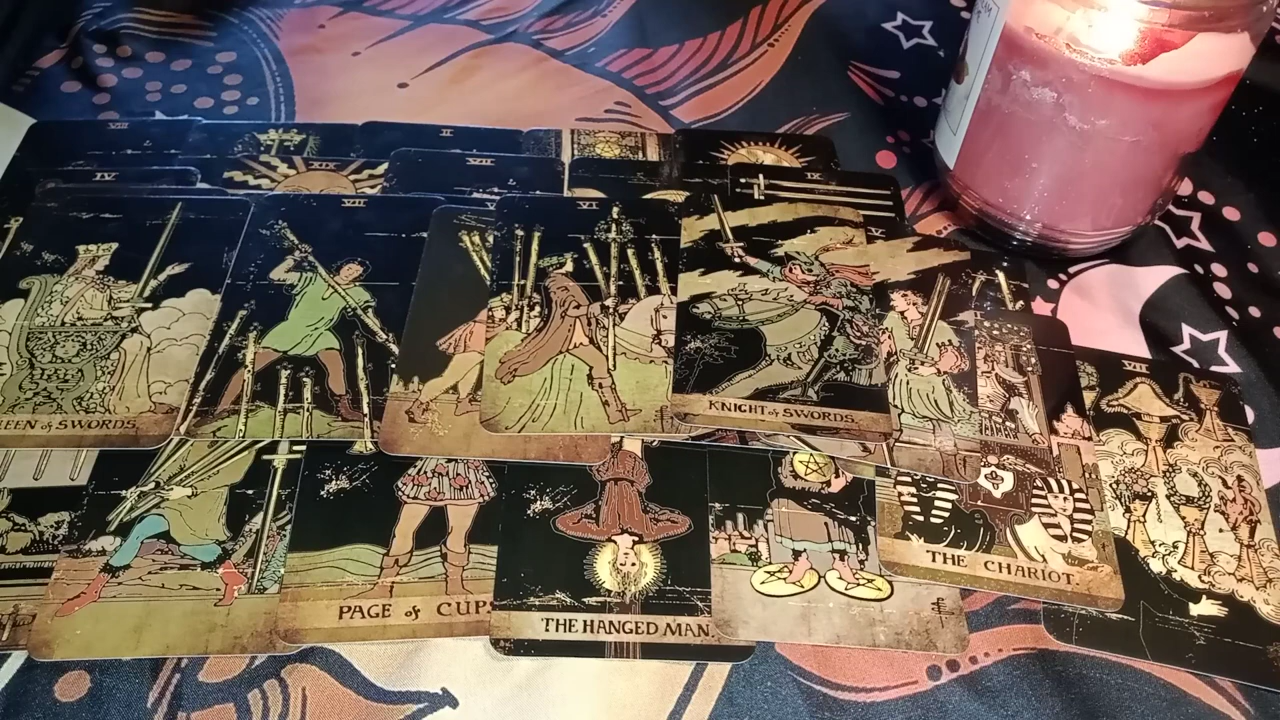 VIII
II
IV
XIX
VII
IX
VII
VI
V
VII
QUEEN of SWORDS.
KNIGHT of SWORDS.
THE CHARIOT.
PAGE of CUPS
THE HANGED MAN.